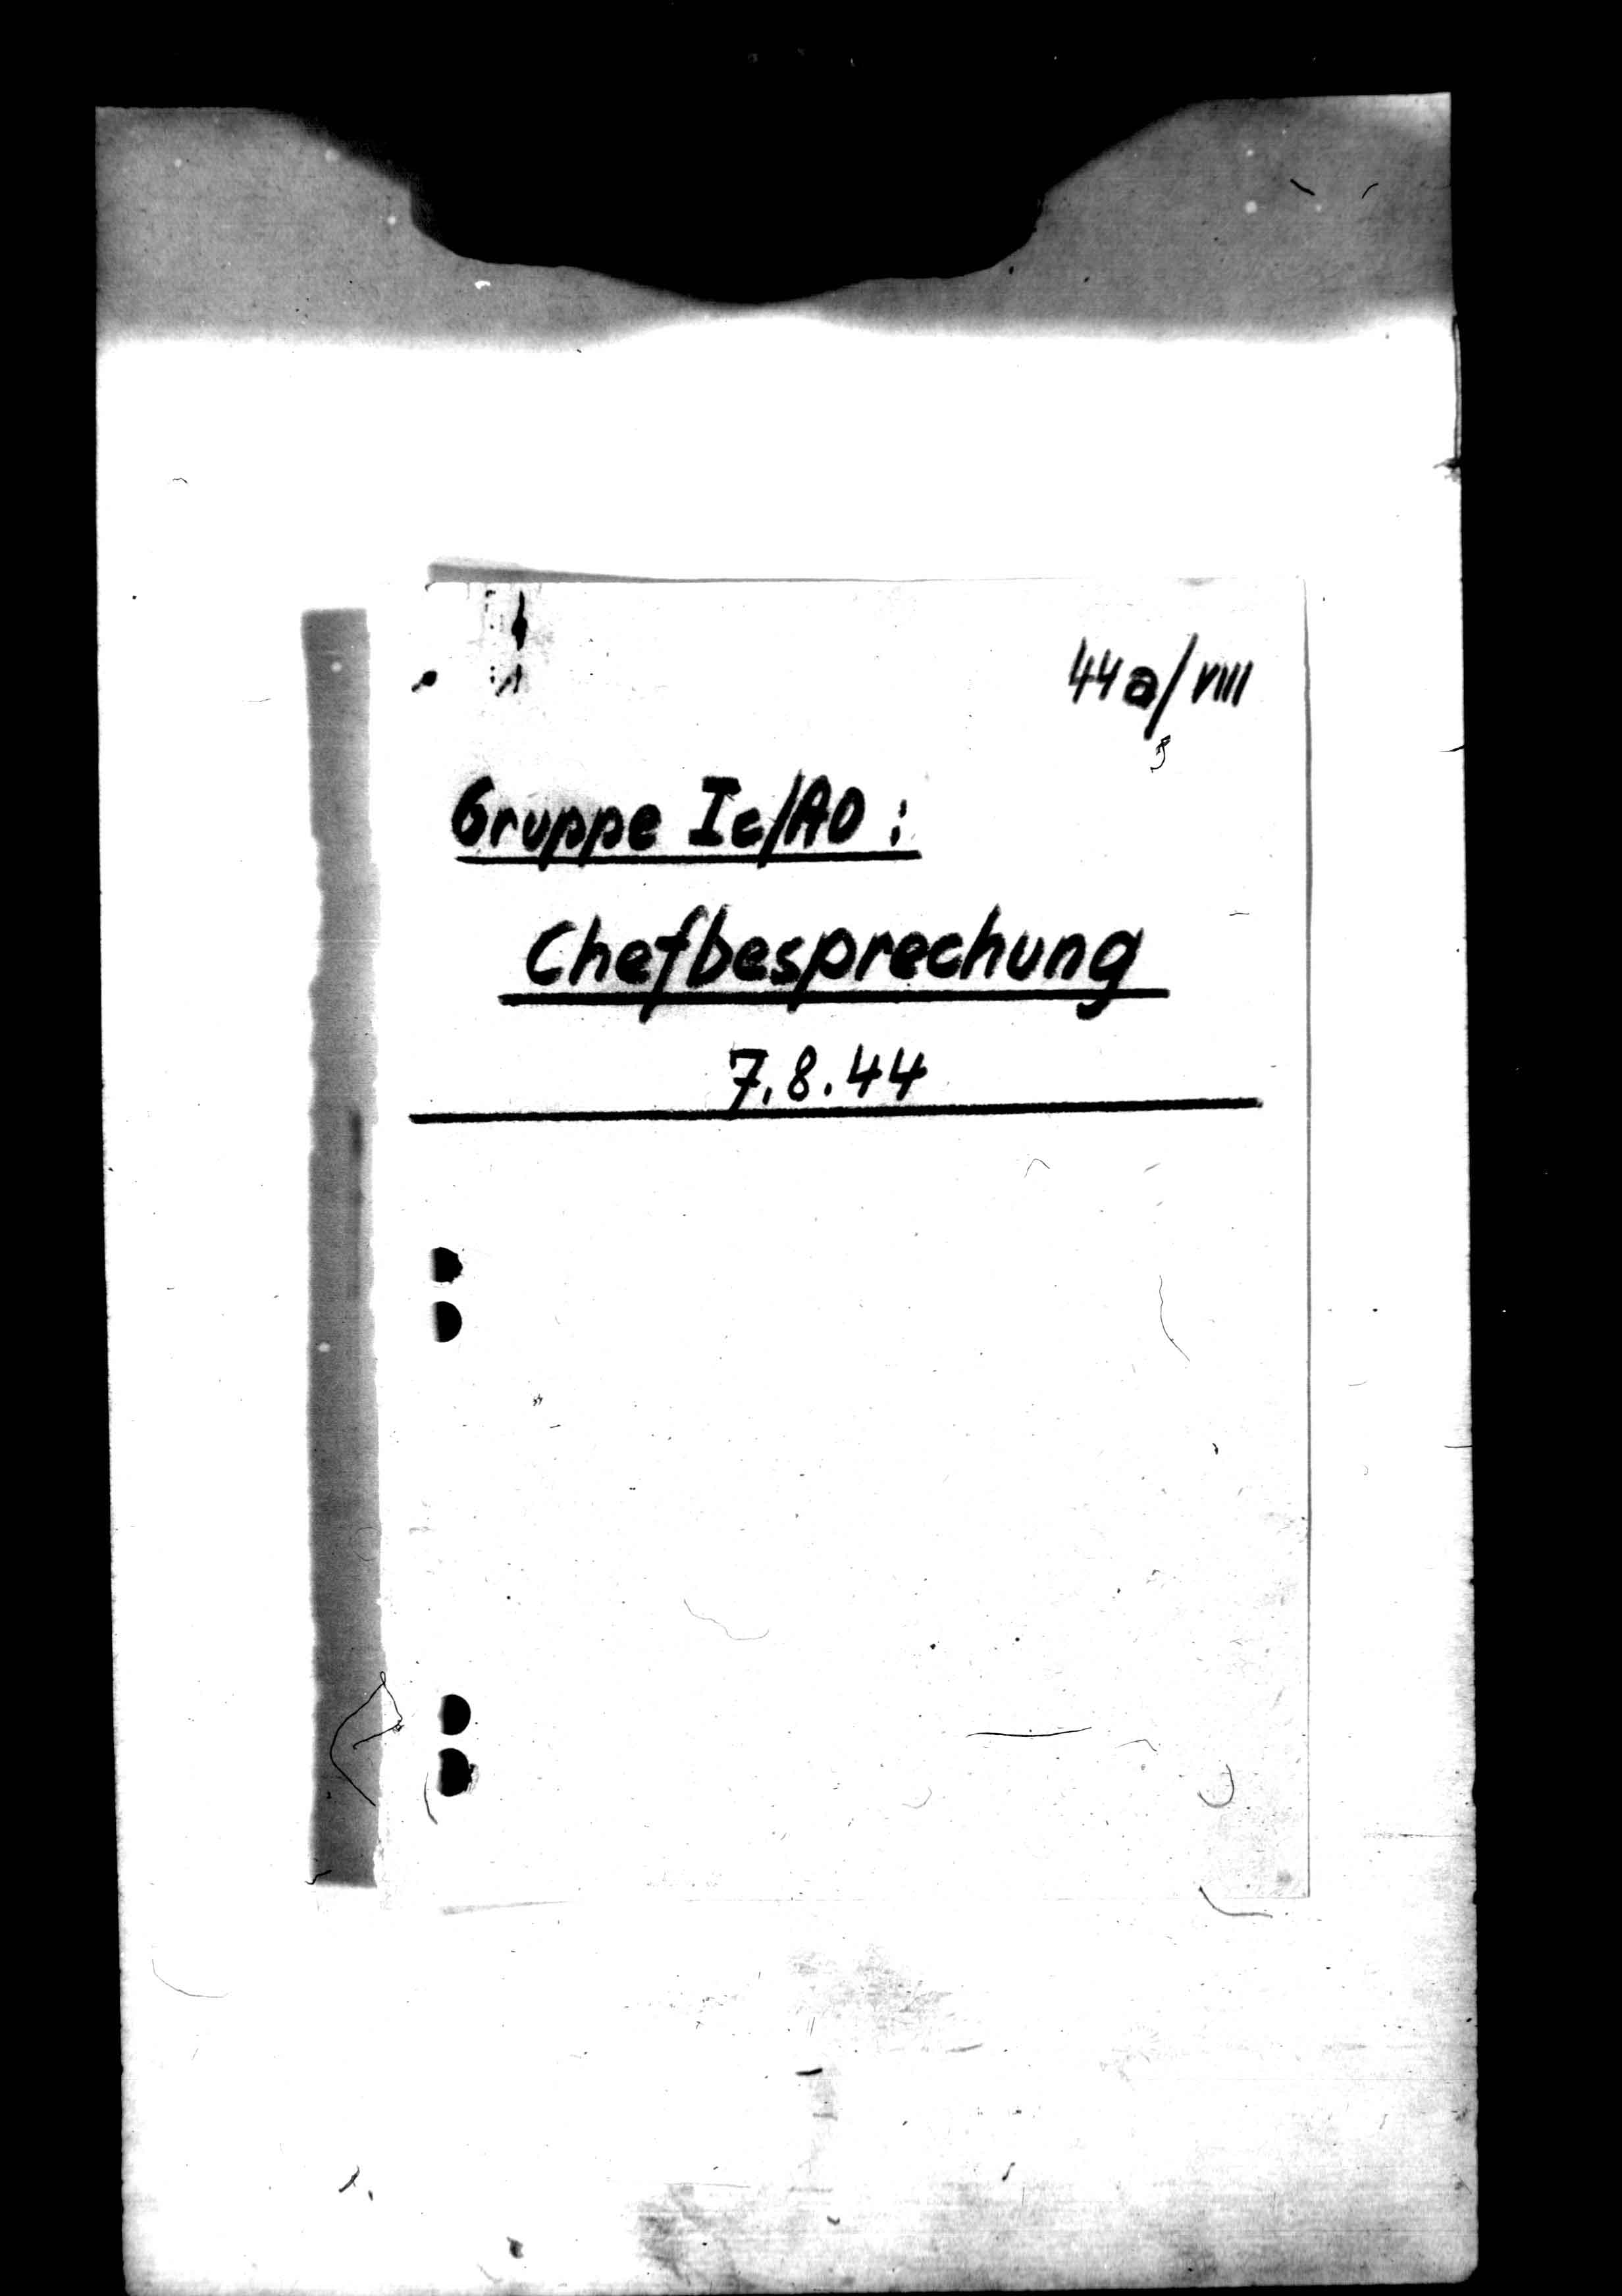 44a/VIII
Gruppe Ic/AO:
Chefbesprechung
7.8.44